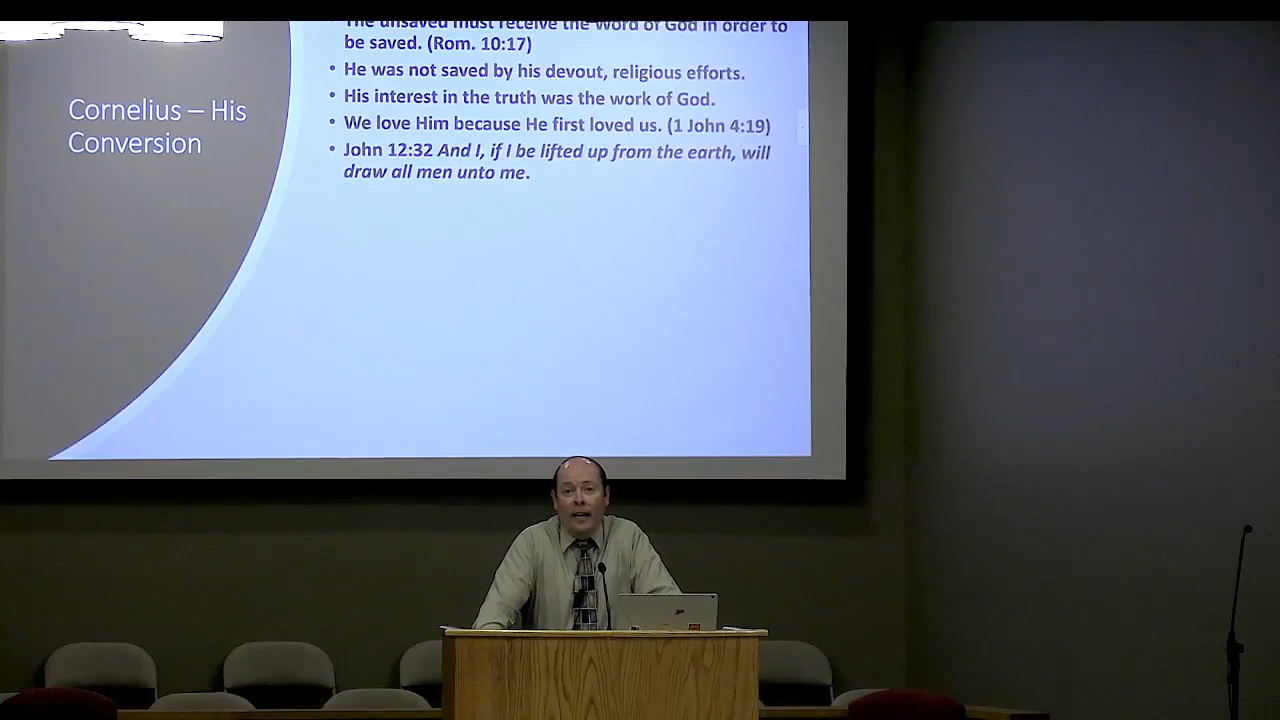 Cornelius – His
Conversion
The unsaved must receive the Word of God in order to
be saved. (Rom. 10:17)
• He was not saved by his devout, religious efforts.
• His interest in the truth was the work of God.
• We love Him because He first loved us. (1 John 4:19)
• John 12:32 And I, if I be lifted up from the earth, will
draw all men unto me.